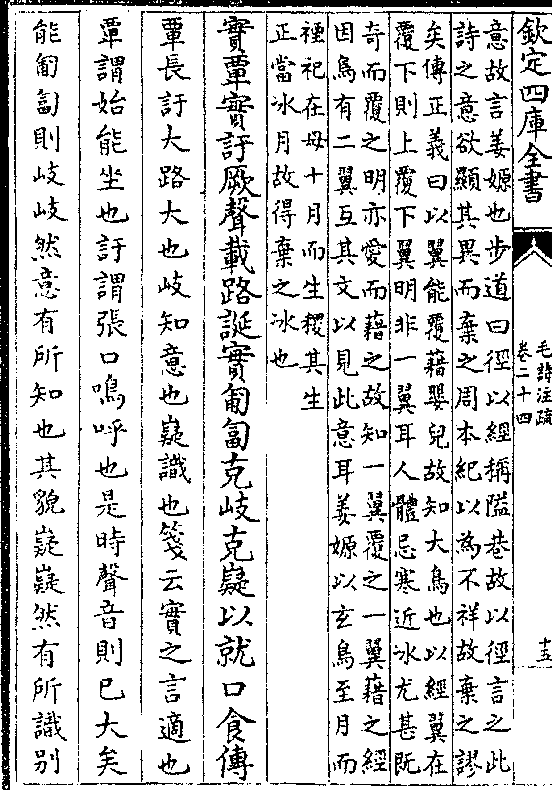 欽定四庫全書
毛詩注疏
卷二十四
十五
意故言姜嫄也步道曰徑以經稱隘巷故以徑言之此
詩之意欲顯其異而棄之周本紀以為不祥故棄之謬
矣傳正義曰以翼能覆藉嬰兒故知大鳥也以經翼在
覆下則上覆下翼明非一翼耳人體忌寒近冰尤甚既
奇而覆之明亦愛而藉之故知一翼覆之一翼藉之經
因鳥有二翼互其文以見此意耳姜嫄以玄鳥至月而
禋祀在母十月而生稷其生
正當冰月故得棄之冰也
實覃實訏厥聲載路誕實匍匐克岐克嶷以就口食傳
覃長訏大路大也岐知意也嶷識也箋云實之言適也
覃謂始能坐也訏謂張口嗚呼也是時聲音則已大矣
能匍匐則岐岐然意有所知也其貌嶷嶷然有所識別